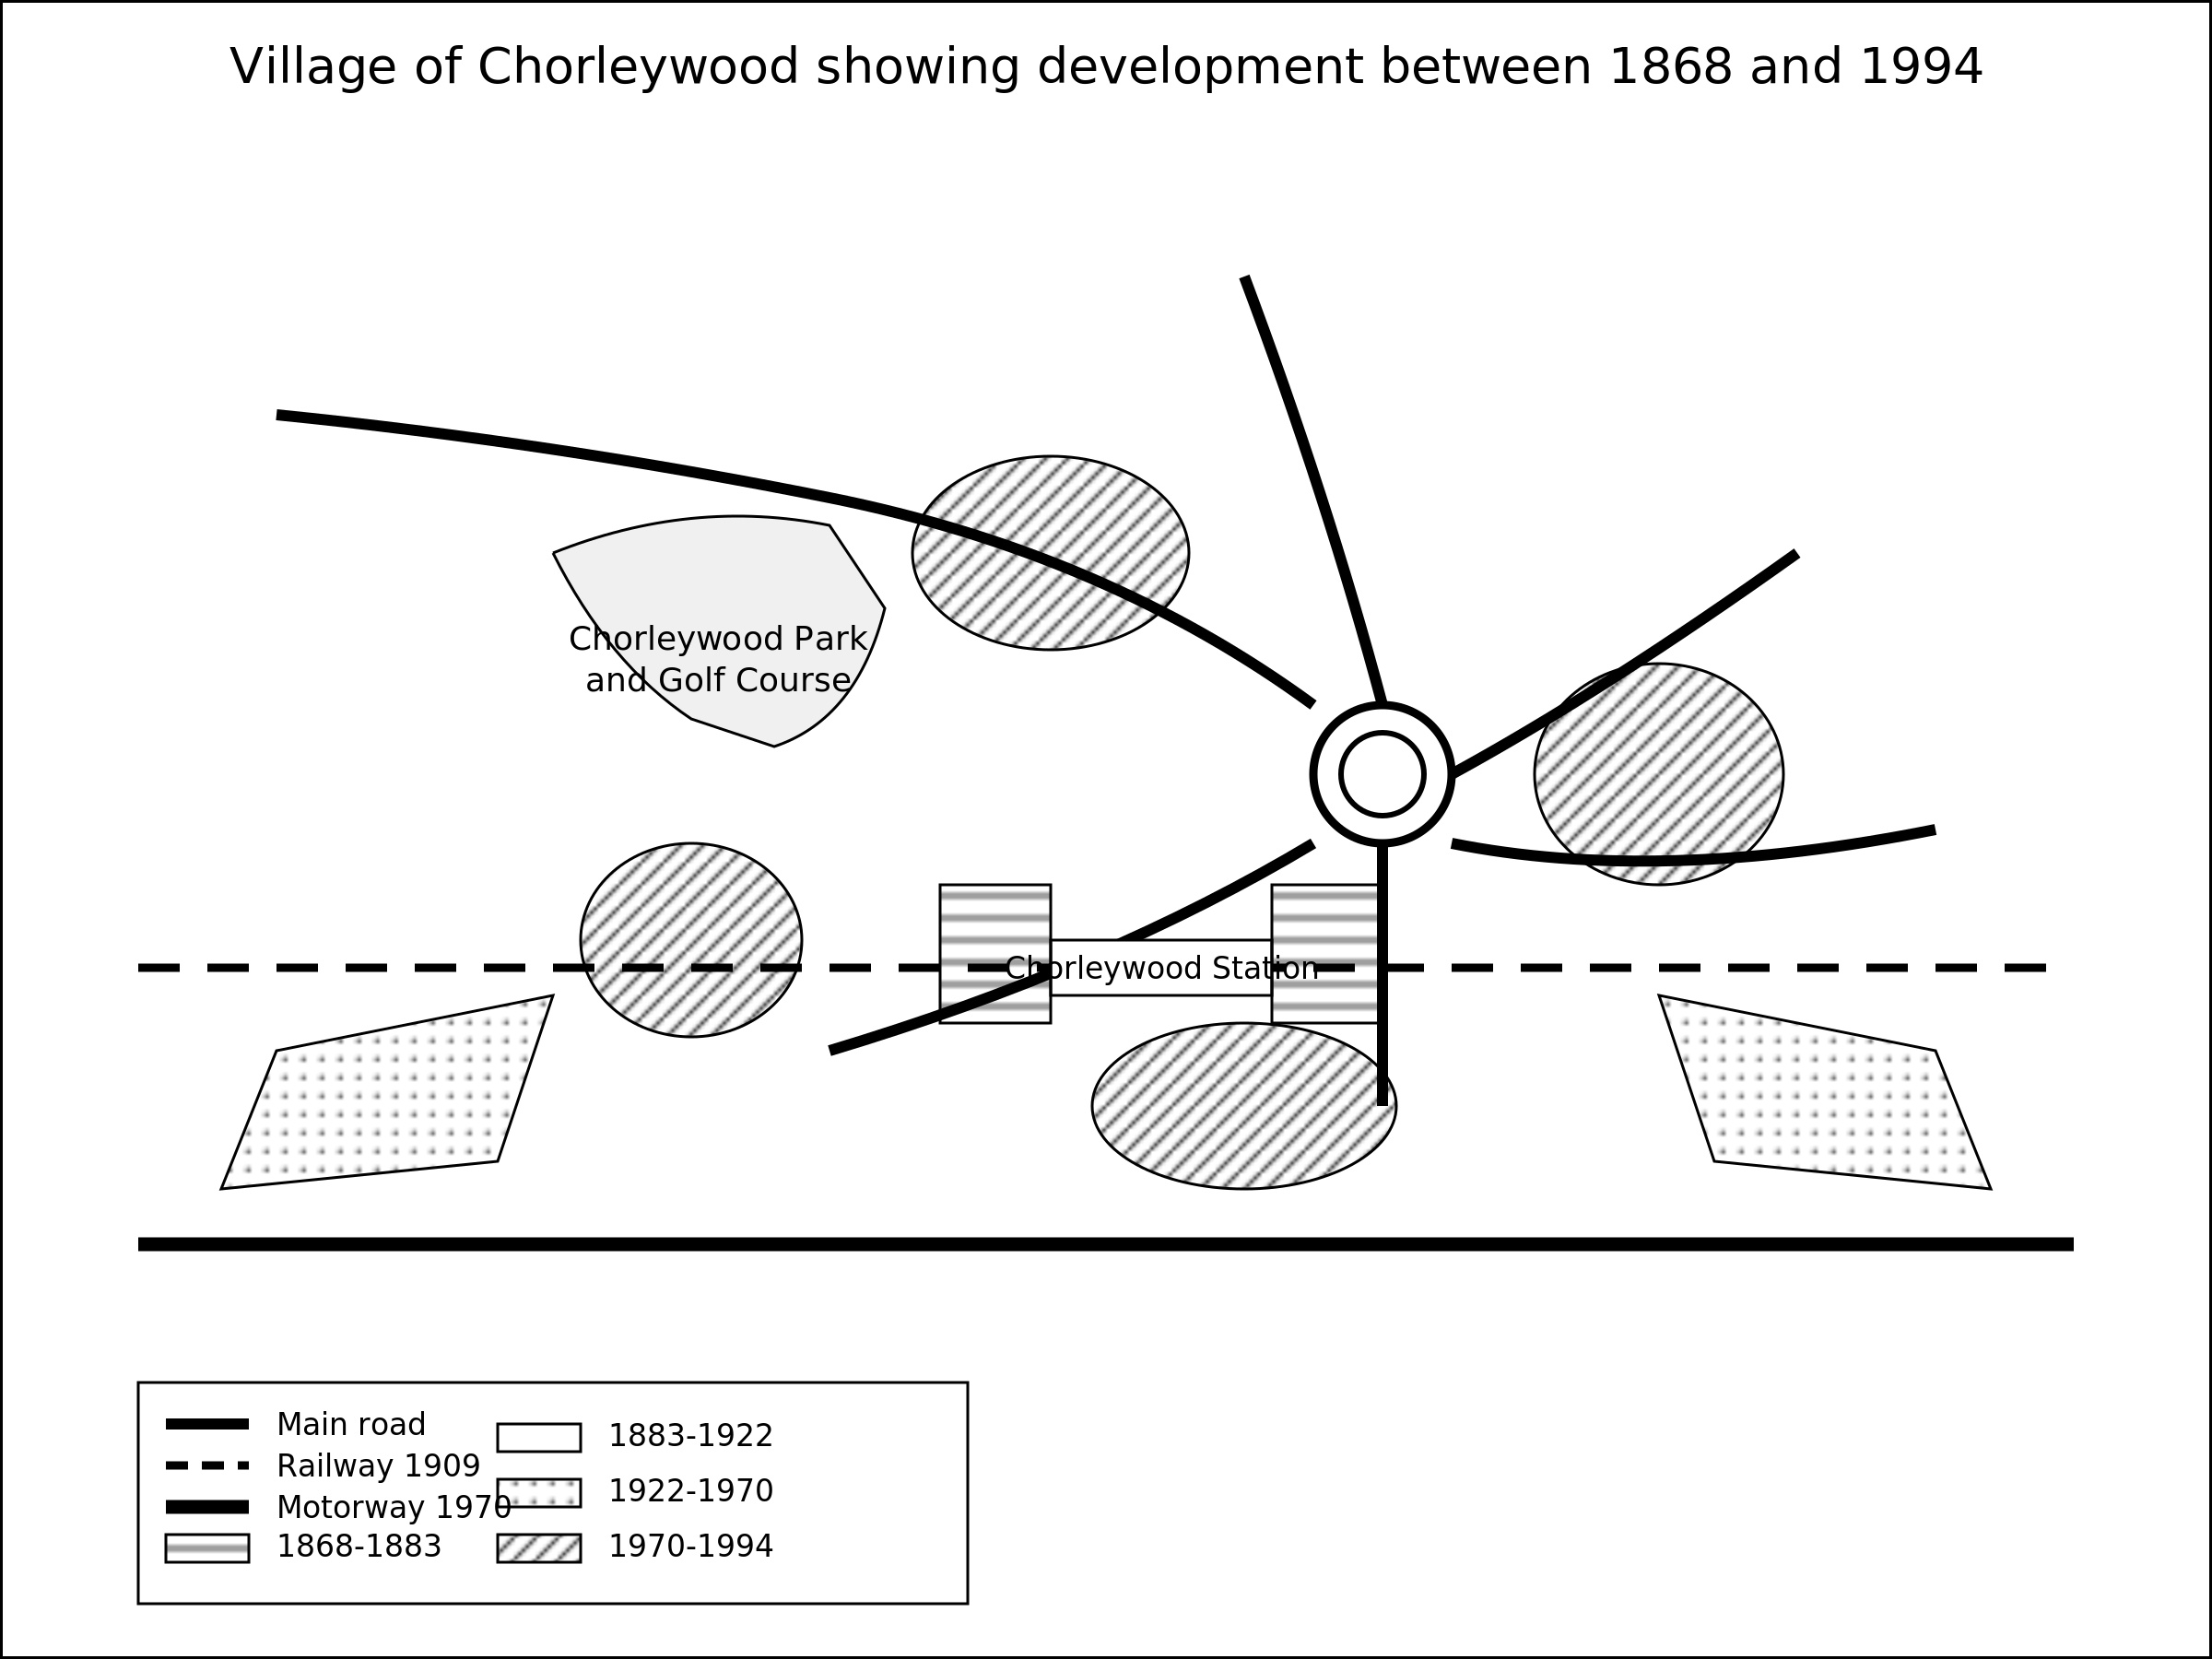 Village of Chorleywood showing development between 1868 and 1994
Chorleywood Park
and Golf Course
Chorleywood Station
Main road
Railway 1909
Motorway 1970
1868-1883
1883-1922
1922-1970
1970-1994